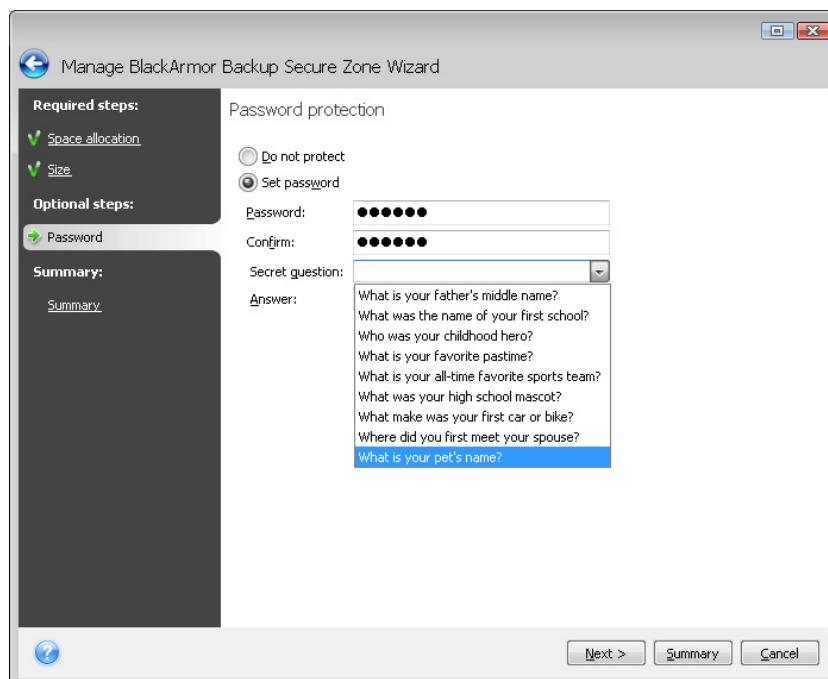 Manage BlackArmor Backup Secure Zone Wizard
Required steps:
Space allocation
Size
Optional steps:
Password
Summary:
Summary
Password protection
Do not protect
Set password
Password: ●●●●●●
Confirm: ●●●●●●
Secret question:
Answer:
What is your father's middle name?
What was the name of your first school?
Who was your childhood hero?
What is your favorite pastime?
What is your all-time favorite sports team?
What was your high school mascot?
What make was your first car or bike?
Where did you first meet your spouse?
What is your pet's name?
Next >
Summary
Cancel